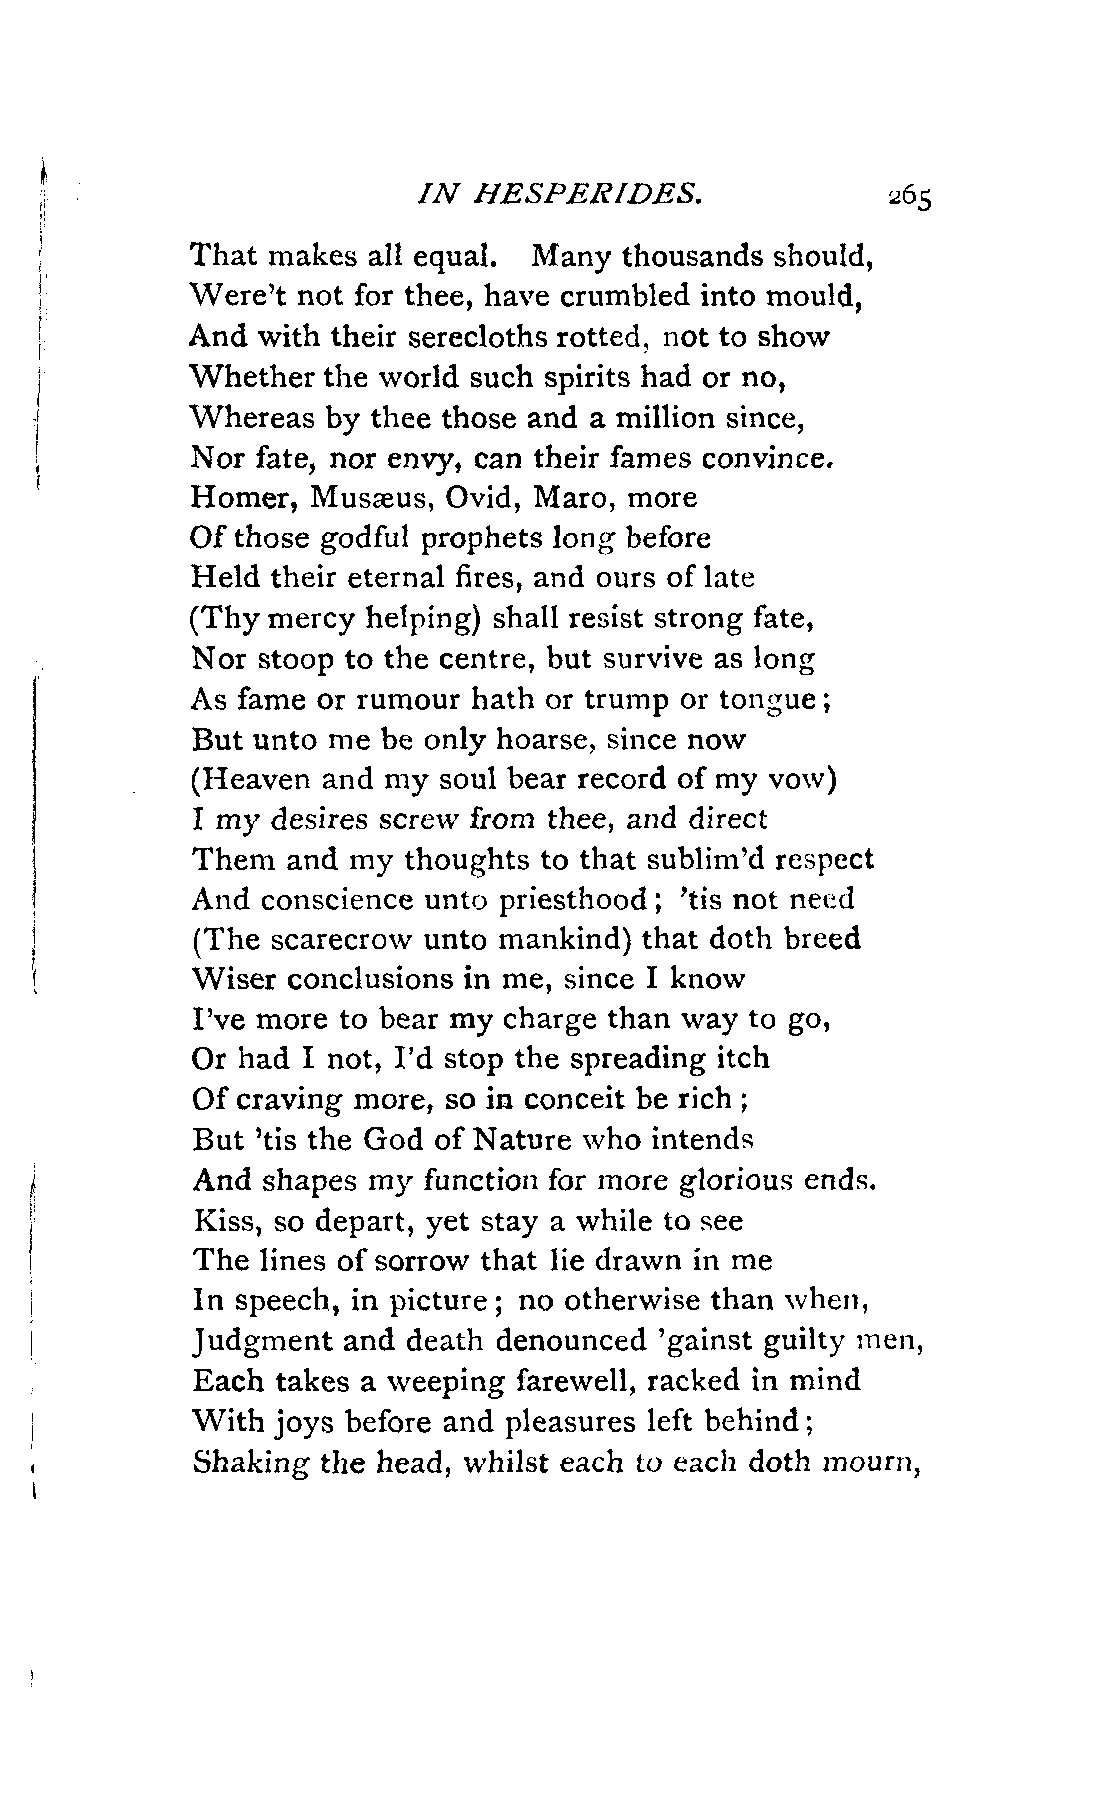 IN HESPERIDES. 265
That makes all equal. Many thousands should,
Were't not for thee, have crumbled into mould,
And with their serecloths rotted, not to show
Whether the world such spirits had or no,
Whereas by thee those and a million since,
Nor fate, nor envy, can their fames convince.
Homer, Musæus, Ovid, Maro, more
Of those godful prophets long before
Held their eternal fires, and ours of late
(Thy mercy helping) shall resist strong fate,
Nor stoop to the centre, but survive as long
As fame or rumour hath or trump or tongue;
But unto me be only hoarse, since now
(Heaven and my soul bear record of my vow)
I my desires screw from thee, and direct
Them and my thoughts to that sublim'd respect
And conscience unto priesthood; 'tis not need
(The scarecrow unto mankind) that doth breed
Wiser conclusions in me, since I know
I've more to bear my charge than way to go,
Or had I not, I'd stop the spreading itch
Of craving more, so in conceit be rich;
But 'tis the God of Nature who intends
And shapes my function for more glorious ends.
Kiss, so depart, yet stay a while to see
The lines of sorrow that lie drawn in me
In speech, in picture; no otherwise than when,
Judgment and death denounced 'gainst guilty men,
Each takes a weeping farewell, racked in mind
With joys before and pleasures left behind;
Shaking the head, whilst each to each doth mourn,